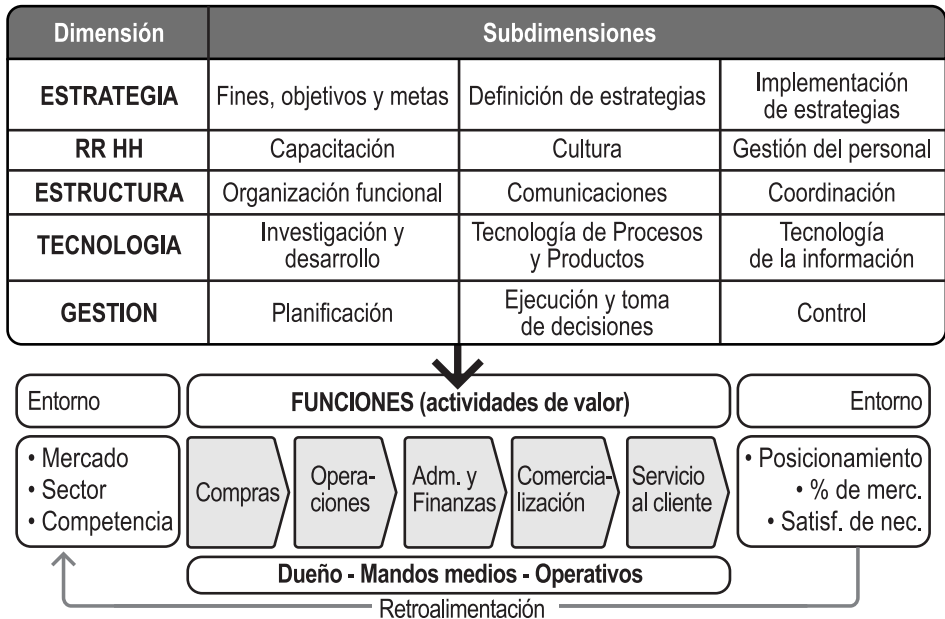 Dimensión
Subdimensiones
ESTRATEGIA
Fines, objetivos y metas
Definición de estrategias
Implementación
de estrategias
RR HH
Capacitación
Cultura
Gestión del personal
ESTRUCTURA
Organización funcional
Comunicaciones
Coordinación
TECNOLOGIA
Investigación y
desarrollo
Tecnología de Procesos
y Productos
Tecnología
de la información
GESTION
Planificación
Ejecución y toma
de decisiones
Control
Entorno
FUNCIONES (actividades de valor)
Entorno
• Mercado
• Sector
• Competencia
Compras
Opera-
ciones
Adm. y
Finanzas
Comercia-
lización
Servicio
al cliente
• Posicionamiento
• % de merc.
• Satisf. de nec.
Dueño - Mandos medios - Operativos
Retroalimentación